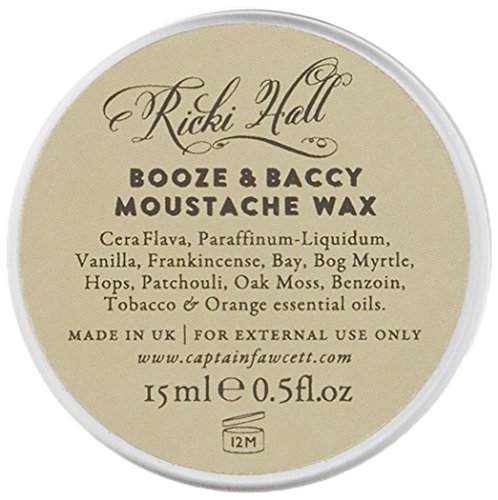 Ricki Hall
BOOZE & BACCY
MOUSTACHE WAX
Cera Flava, Paraffinum-Liquidum,
Vanilla, Frankincense, Bay, Bog Myrtle,
Hops, Patchouli, Oak Moss, Benzoin,
Tobacco & Orange essential oils.
MADE IN UK | FOR EXTERNAL USE ONLY
www.captainfawcett.com
15ml e 0.5fl.oz
12M